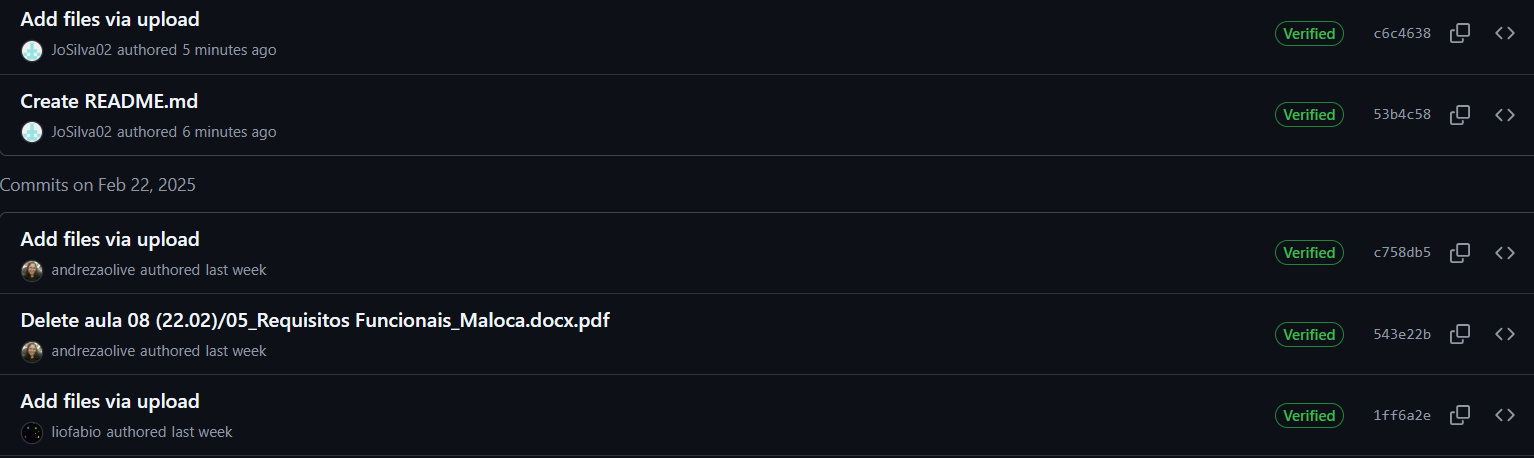 Add files via upload
JoSilva02 authored 5 minutes ago
Verified
c6c4638
Create README.md
JoSilva02 authored 6 minutes ago
Verified
53b4c58
Commits on Feb 22, 2025
Add files via upload
andrezaolive authored last week
Verified
c758db5
Delete aula 08 (22.02)/05_Requisitos Funcionais_Maloca.docx.pdf
andrezaolive authored last week
Verified
543e22b
Add files via upload
liofabio authored last week
Verified
1ff6a2e